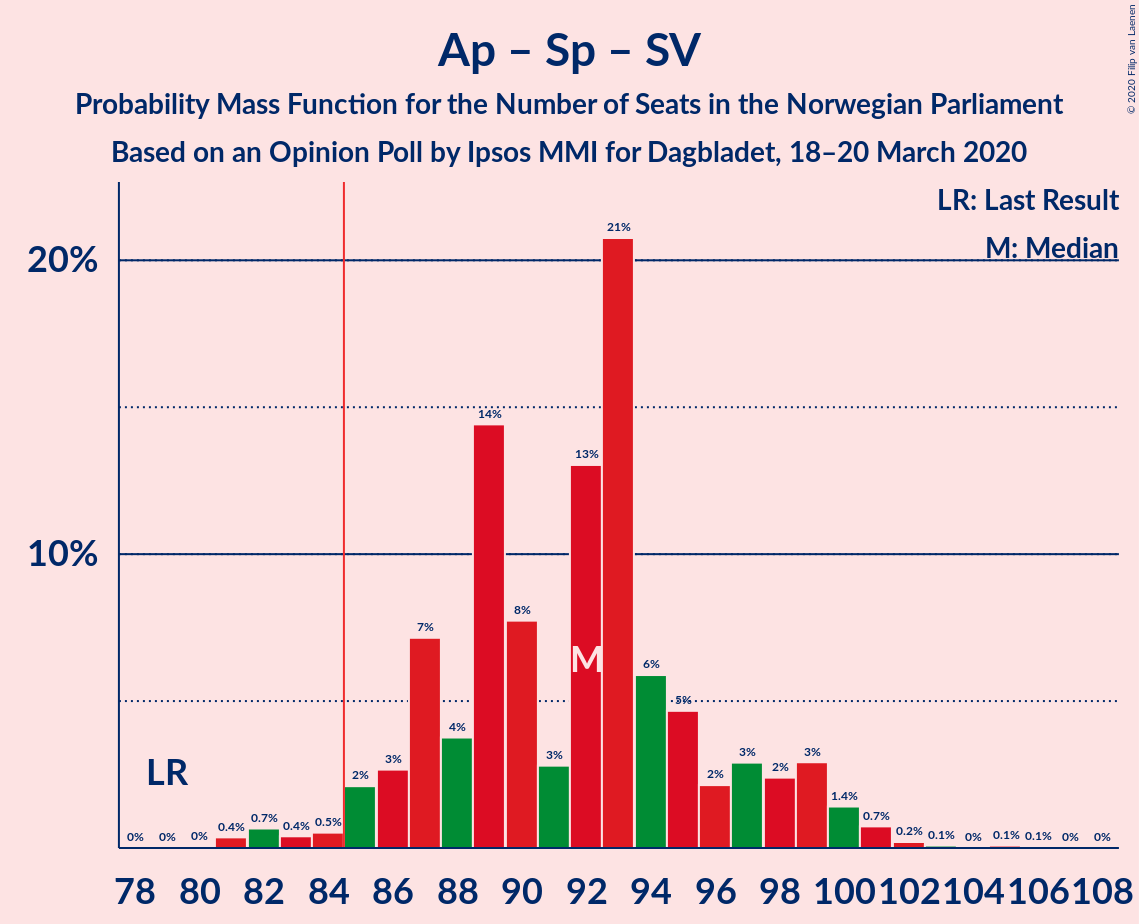 Ap – Sp – SV
Probability Mass Function for the Number of Seats in the Norwegian Parliament
Based on an Opinion Poll by Ipsos MMI for Dagbladet, 18–20 March 2020
© 2020 Filip van Laenen
LR: Last Result
M: Median
20%
10%
LR
M
0% 0% 0% 0.4% 0.7% 0.4% 0.5% 2% 3% 7% 4% 14% 8% 3% 13% 21% 6% 5% 2% 3% 2% 3% 1.4% 0.7% 0.2% 0.1% 0% 0.1% 0.1% 0% 0%
78 80 82 84 86 88 90 92 94 96 98 100 102 104 106 108